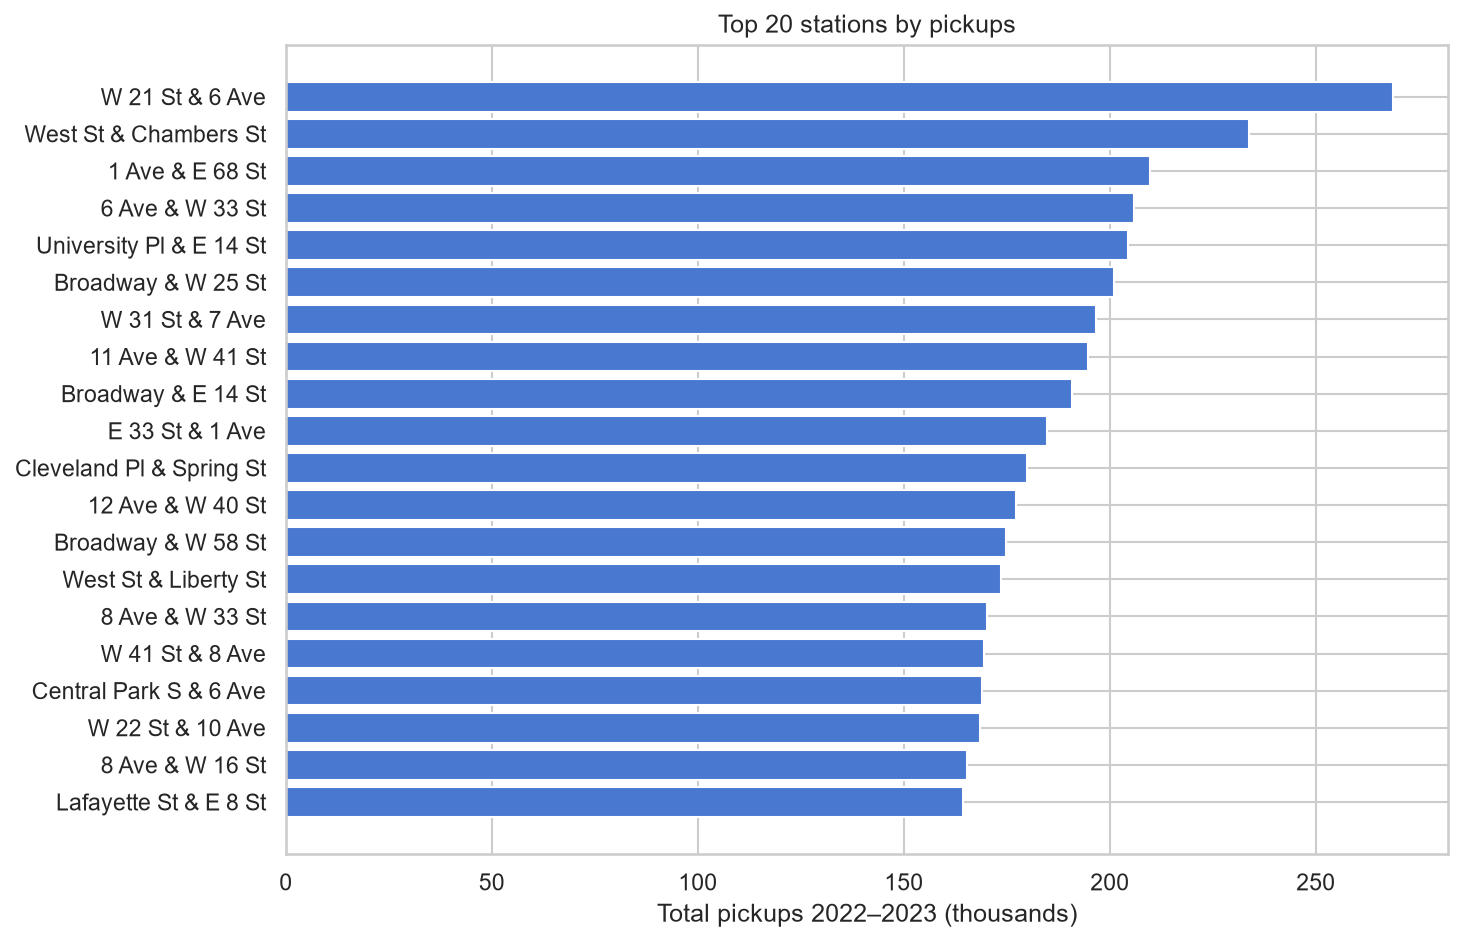 Top 20 stations by pickups
W 21 St & 6 Ave
West St & Chambers St
1 Ave & E 68 St
6 Ave & W 33 St
University Pl & E 14 St
Broadway & W 25 St
W 31 St & 7 Ave
11 Ave & W 41 St
Broadway & E 14 St
E 33 St & 1 Ave
Cleveland Pl & Spring St
12 Ave & W 40 St
Broadway & W 58 St
West St & Liberty St
8 Ave & W 33 St
W 41 St & 8 Ave
Central Park S & 6 Ave
W 22 St & 10 Ave
8 Ave & W 16 St
Lafayette St & E 8 St
0 50 100 150 200 250
Total pickups 2022–2023 (thousands)